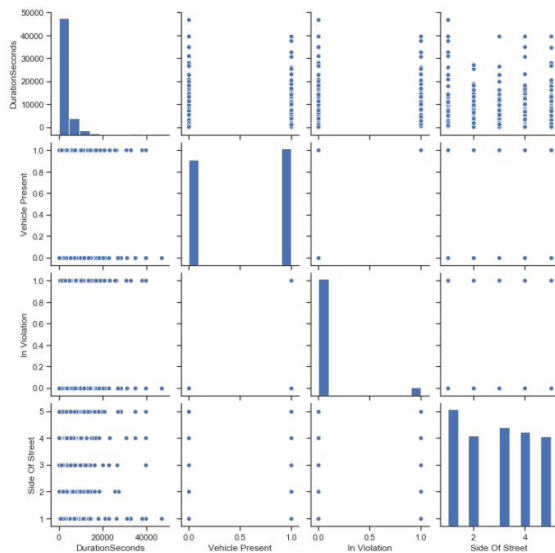 50000
40000
30000
20000
10000
0
DurationSeconds
1.0
0.8
0.6
0.4
0.2
0.0
Vehicle Present
1.0
0.8
0.6
0.4
0.2
0.0
In Violation
5
4
3
2
1
Side Of Street
0 20000 40000
DurationSeconds
0.0 0.5 1.0
Vehicle Present
0.0 0.5 1.0
In Violation
2 4
Side Of Street